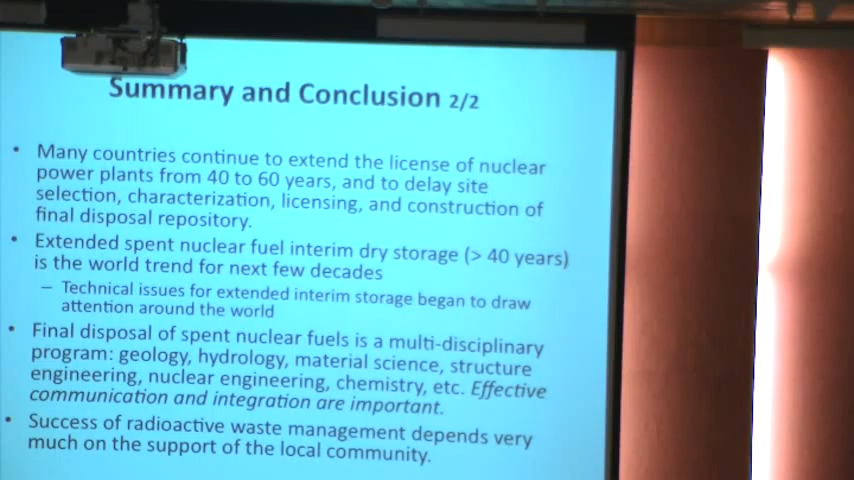 Summary and Conclusion 2/2
• Many countries continue to extend the license of nuclear
power plants from 40 to 60 years, and to delay site
selection, characterization, licensing, and construction of
final disposal repository.
• Extended spent nuclear fuel interim dry storage (> 40 years)
is the world trend for next few decades
– Technical issues for extended interim storage began to draw
attention around the world
• Final disposal of spent nuclear fuels is a multi-disciplinary
program: geology, hydrology, material science, structure
engineering, nuclear engineering, chemistry, etc. Effective
communication and integration are important.
• Success of radioactive waste management depends very
much on the support of the local community.